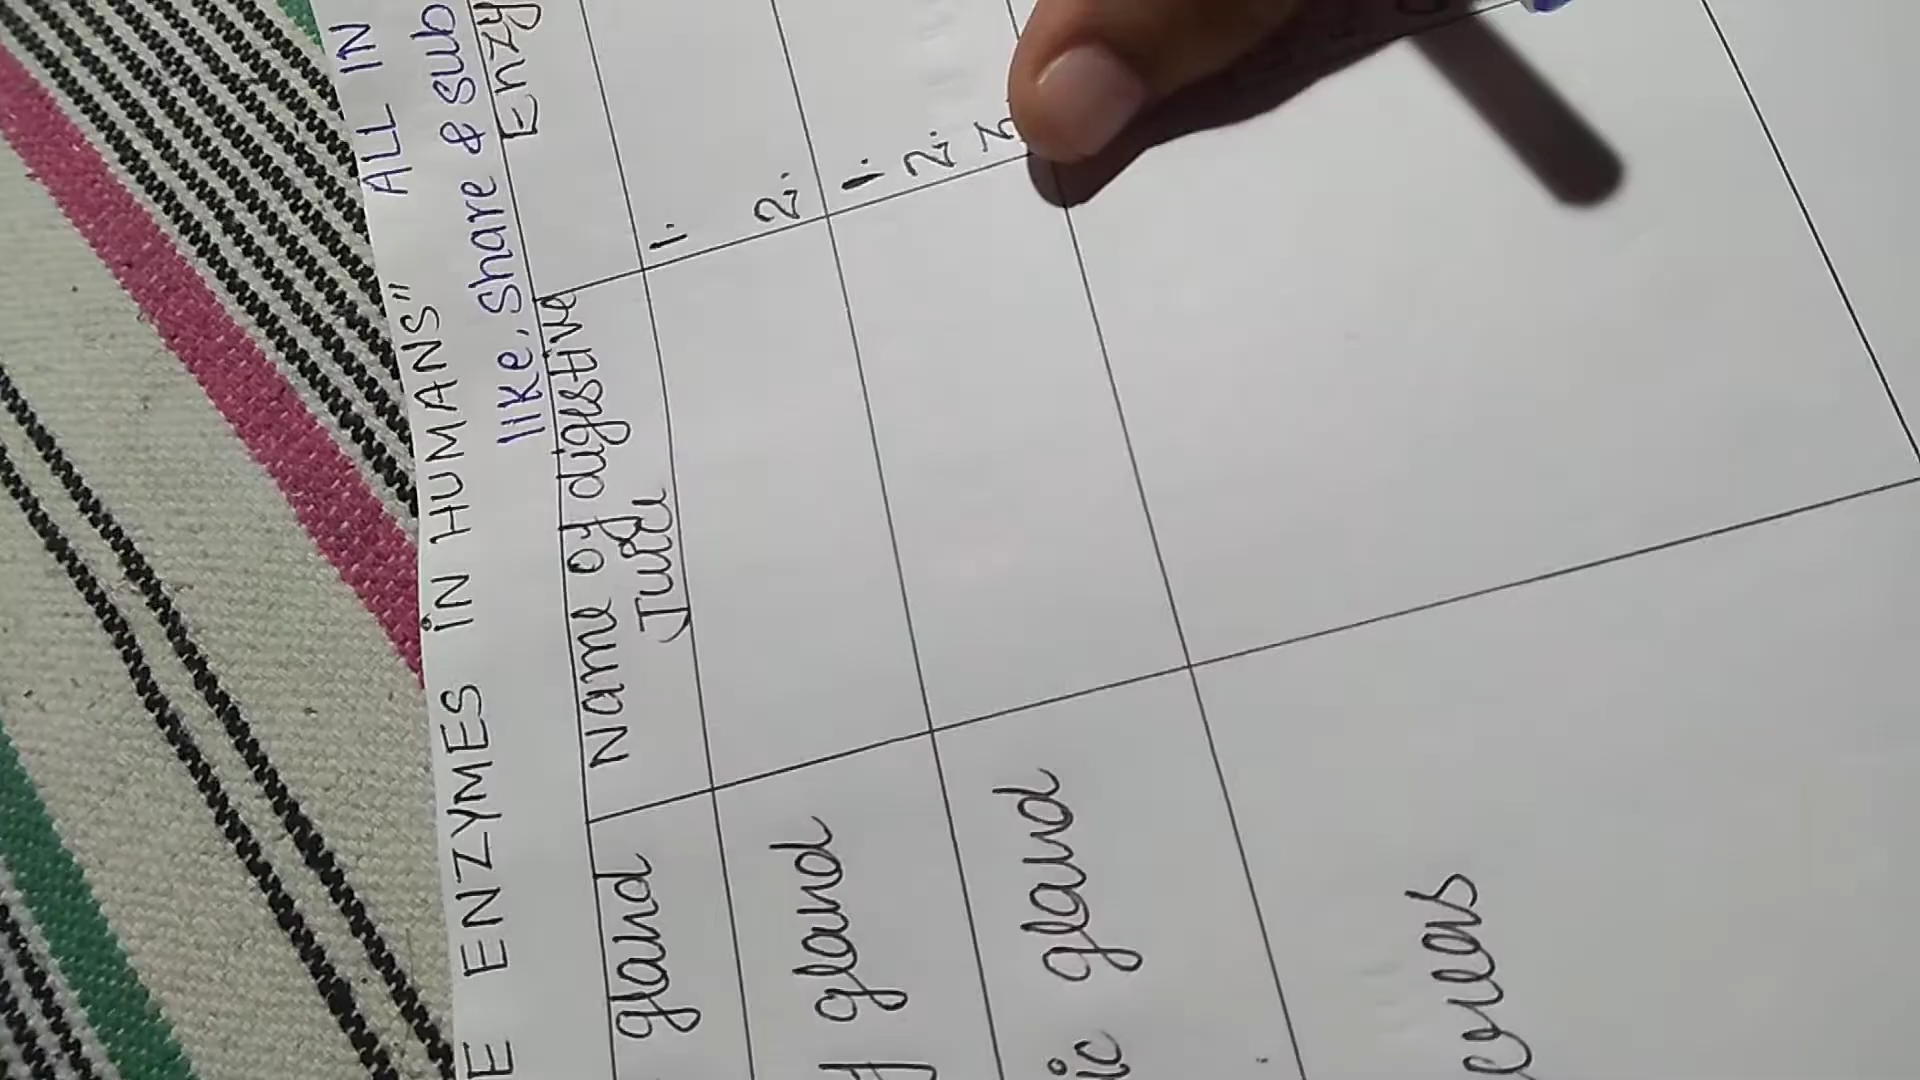 E ENZYMES IN HUMANS" ALL IN
like, share & sub
gland Name of digestive Enzy
Juice
gland 1.
2.
gland 1.
2.
3